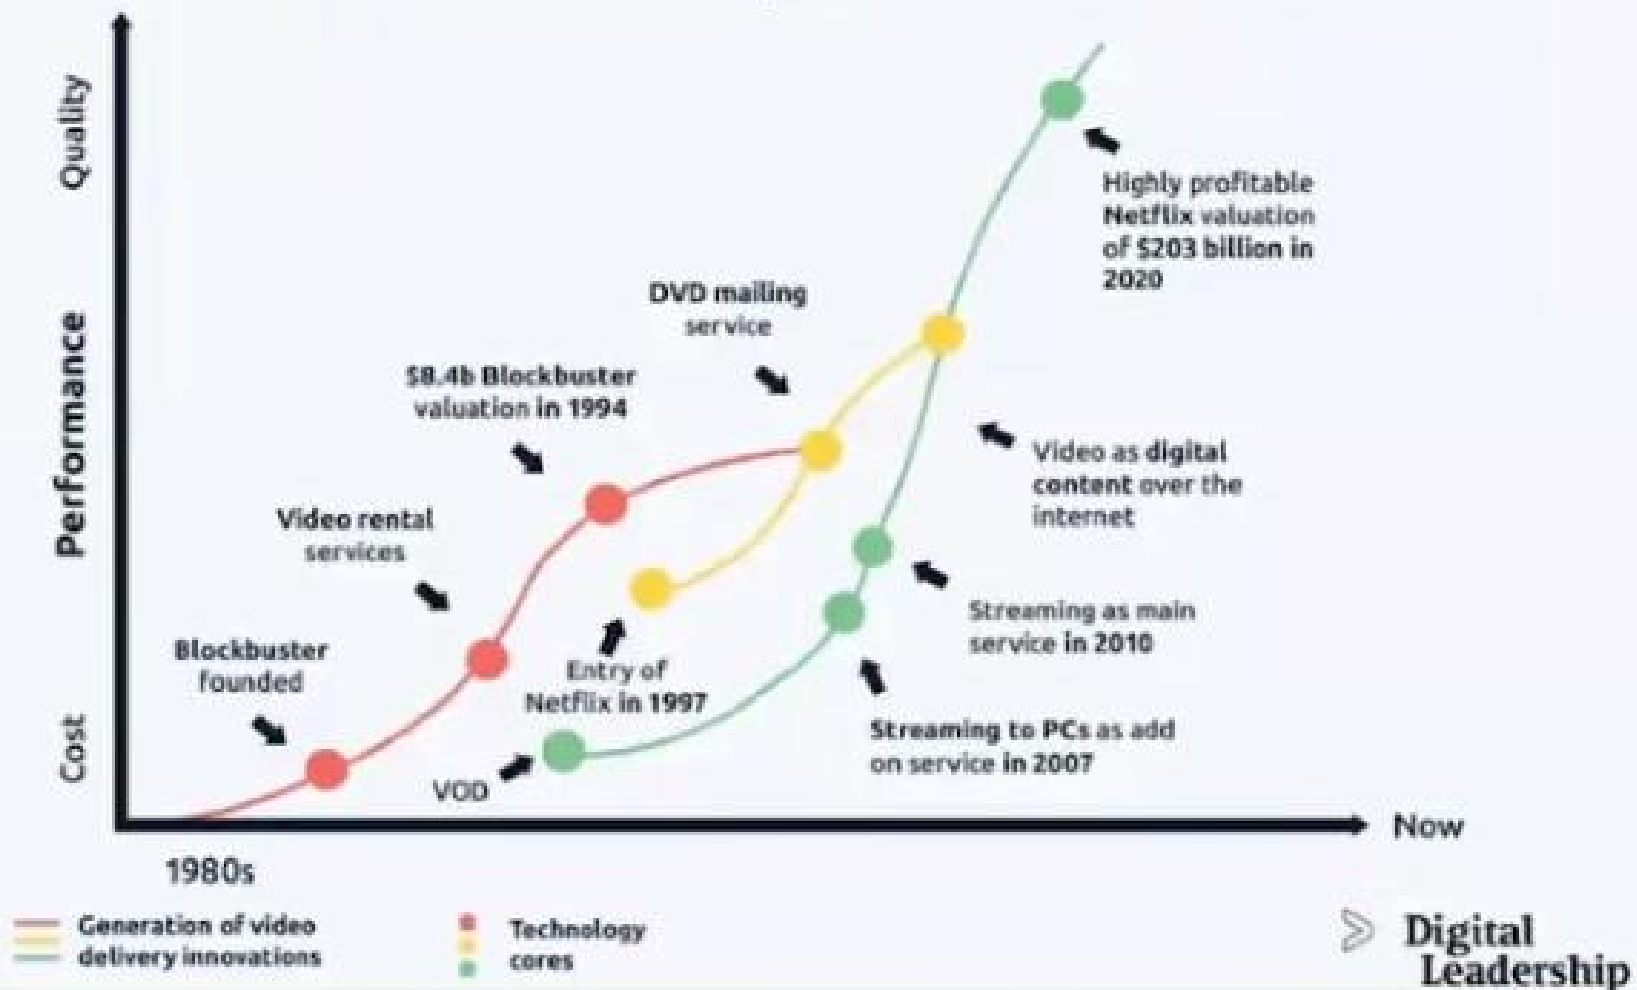 Quality
Performance
Cost
Highly profitable
Netflix valuation
of $203 billion in
2020
DVD mailing
service
$8.4b Blockbuster
valuation in 1994
Video as digital
content over the
internet
Video rental
services
Streaming as main
service in 2010
Blockbuster
founded
Entry of
Netflix in 1997
Streaming to PCs as add
on service in 2007
VOD
Now
1980s
Generation of video
delivery innovations
Technology
cores
Digital
Leadership